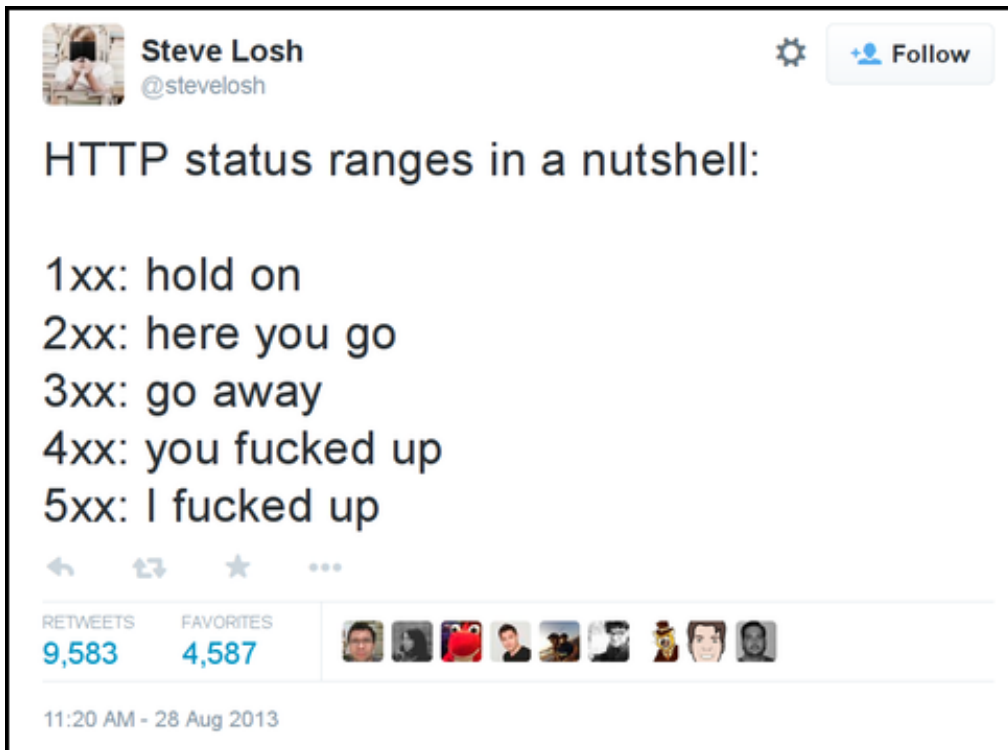 Steve Losh
@stevelosh
Follow
HTTP status ranges in a nutshell:
1xx: hold on
2xx: here you go
3xx: go away
4xx: you fucked up
5xx: I fucked up
RETWEETS FAVORITES
9,583 4,587
11:20 AM - 28 Aug 2013